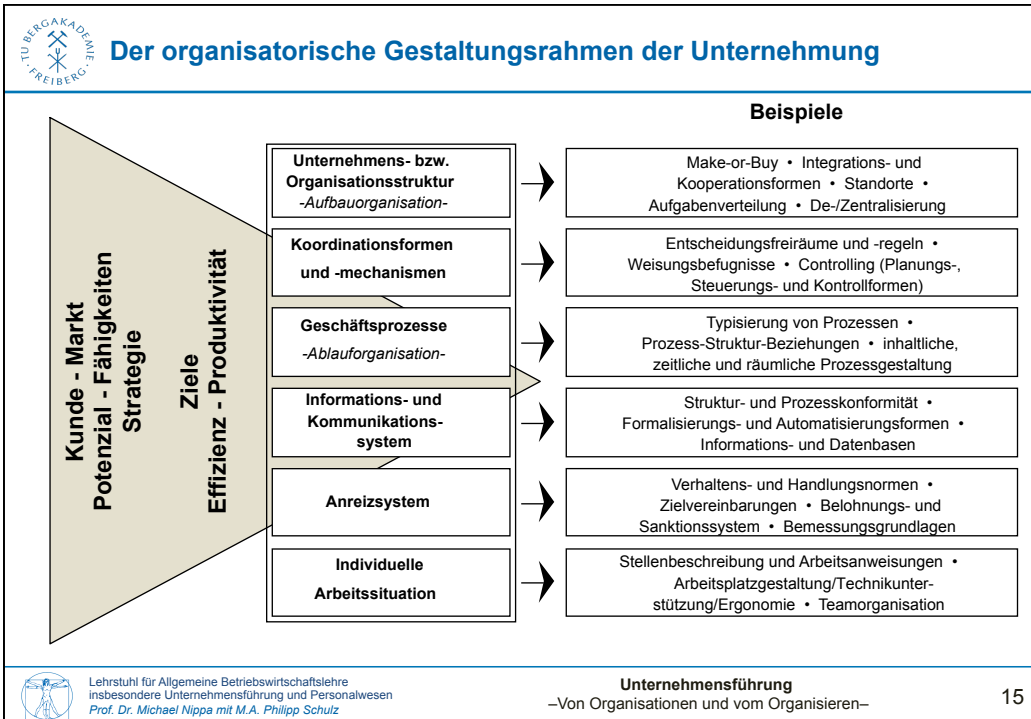 TU BERGAKADEMIE
FREIBERG
Der organisatorische Gestaltungsrahmen der Unternehmung
Beispiele
Kunde - Markt
Potenzial - Fähigkeiten
Strategie
Ziele
Effizienz - Produktivität
Unternehmens- bzw.
Organisationsstruktur
-Aufbauorganisation-
Make-or-Buy • Integrations- und
Kooperationsformen • Standorte •
Aufgabenverteilung • De-/Zentralisierung
Koordinationsformen
und -mechanismen
Entscheidungsfreiräume und -regeln •
Weisungsbefugnisse • Controlling (Planungs-,
Steuerungs- und Kontrollformen)
Geschäftsprozesse
-Ablauforganisation-
Typisierung von Prozessen •
Prozess-Struktur-Beziehungen • inhaltliche,
zeitliche und räumliche Prozessgestaltung
Informations- und
Kommunikations-
system
Struktur- und Prozesskonformität •
Formalisierungs- und Automatisierungsformen •
Informations- und Datenbasen
Anreizsystem
Verhaltens- und Handlungsnormen •
Zielvereinbarungen • Belohnungs- und
Sanktionssystem • Bemessungsgrundlagen
Individuelle
Arbeitssituation
Stellenbeschreibung und Arbeitsanweisungen •
Arbeitsplatzgestaltung/Technikunter-
stützung/Ergonomie • Teamorganisation
Lehrstuhl für Allgemeine Betriebswirtschaftslehre
insbesondere Unternehmensführung und Personalwesen
Prof. Dr. Michael Nippa mit M.A. Philipp Schulz
Unternehmensführung
–Von Organisationen und vom Organisieren–
15